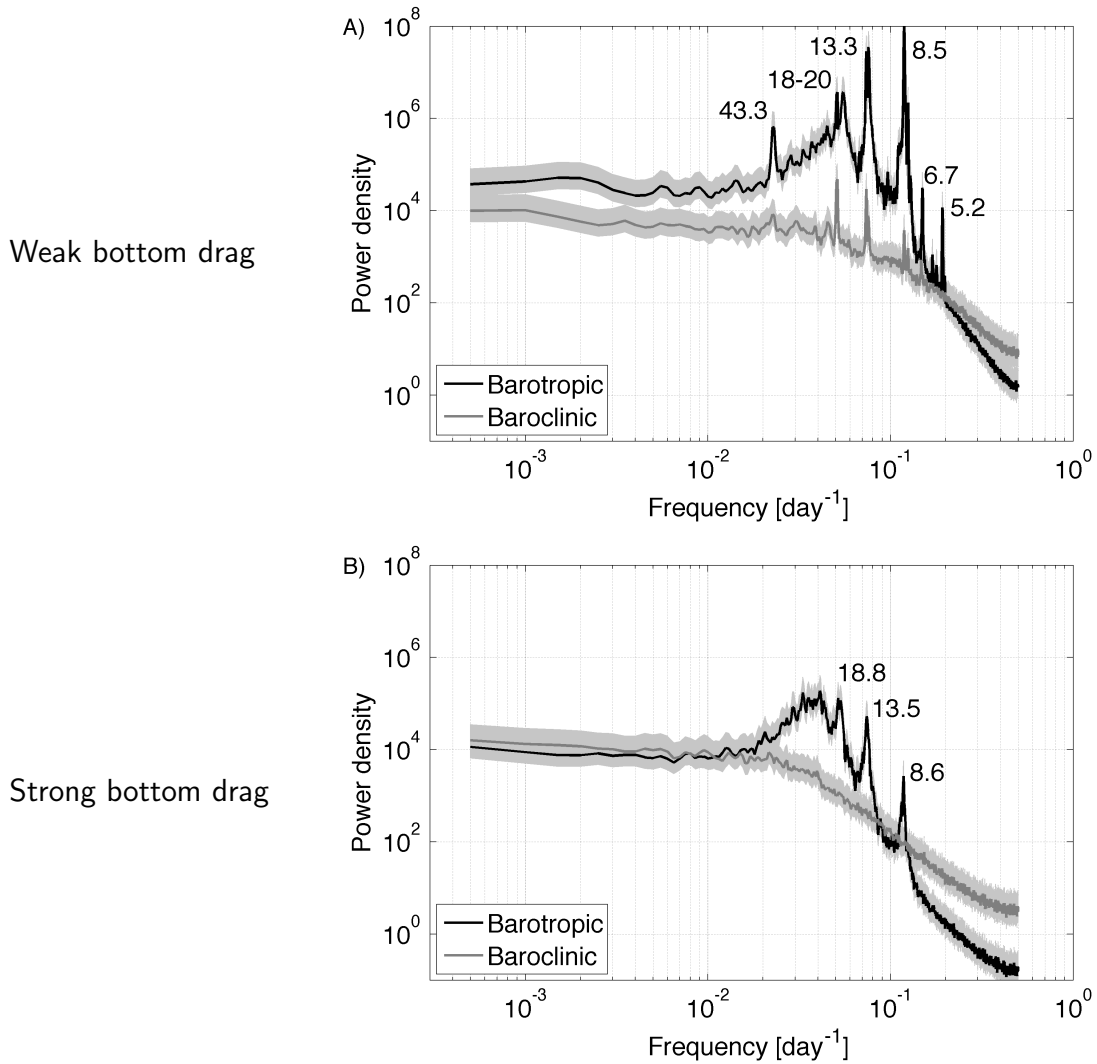 Weak bottom drag
A)
10^8
10^6
10^4
10^2
10^0
Power density
43.3
18-20
13.3
8.5
6.7
5.2
Barotropic
Baroclinic
10^-3
10^-2
10^-1
10^0
Frequency [day^-1]
Strong bottom drag
B)
10^8
10^6
10^4
10^2
10^0
Power density
18.8
13.5
8.6
Barotropic
Baroclinic
10^-3
10^-2
10^-1
10^0
Frequency [day^-1]